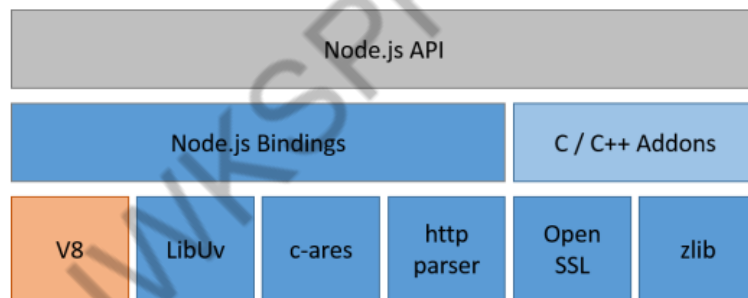 Node.js API
Node.js Bindings
C / C++ Addons
V8
LibUv
c-ares
http
parser
Open
SSL
zlib